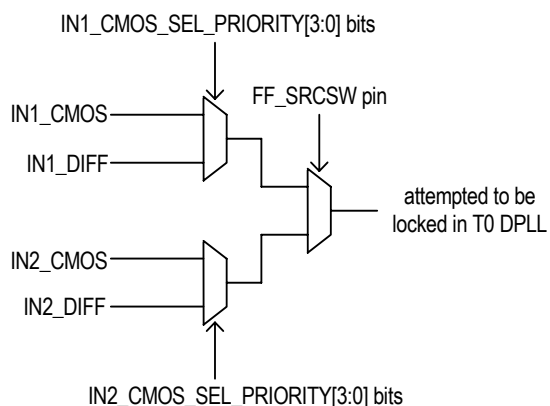 IN1_CMOS_SEL_PRIORITY[3:0] bits
FF_SRCSW pin
IN1_CMOS
IN1_DIFF
attempted to be
locked in T0 DPLL
IN2_CMOS
IN2_DIFF
IN2_CMOS_SEL_PRIORITY[3:0] bits